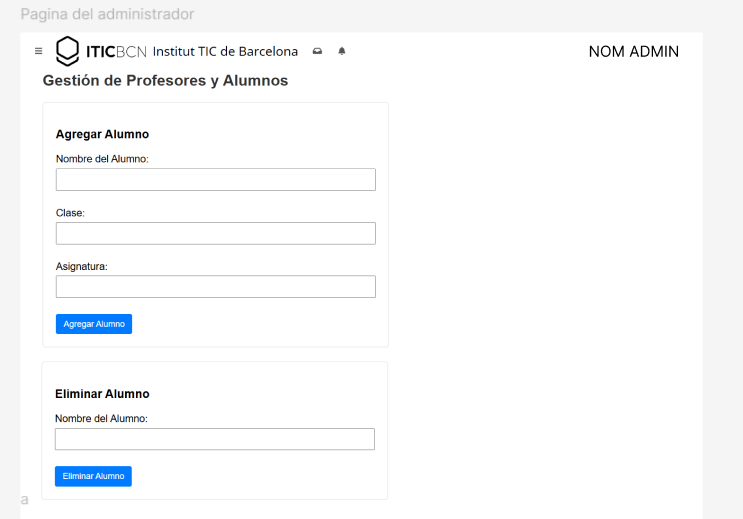 Pagina del administrador
ITICBCN Institut TIC de Barcelona
NOM ADMIN
Gestión de Profesores y Alumnos
Agregar Alumno
Nombre del Alumno:
Clase:
Asignatura:
Agregar Alumno
Eliminar Alumno
Nombre del Alumno:
Eliminar Alumno
a